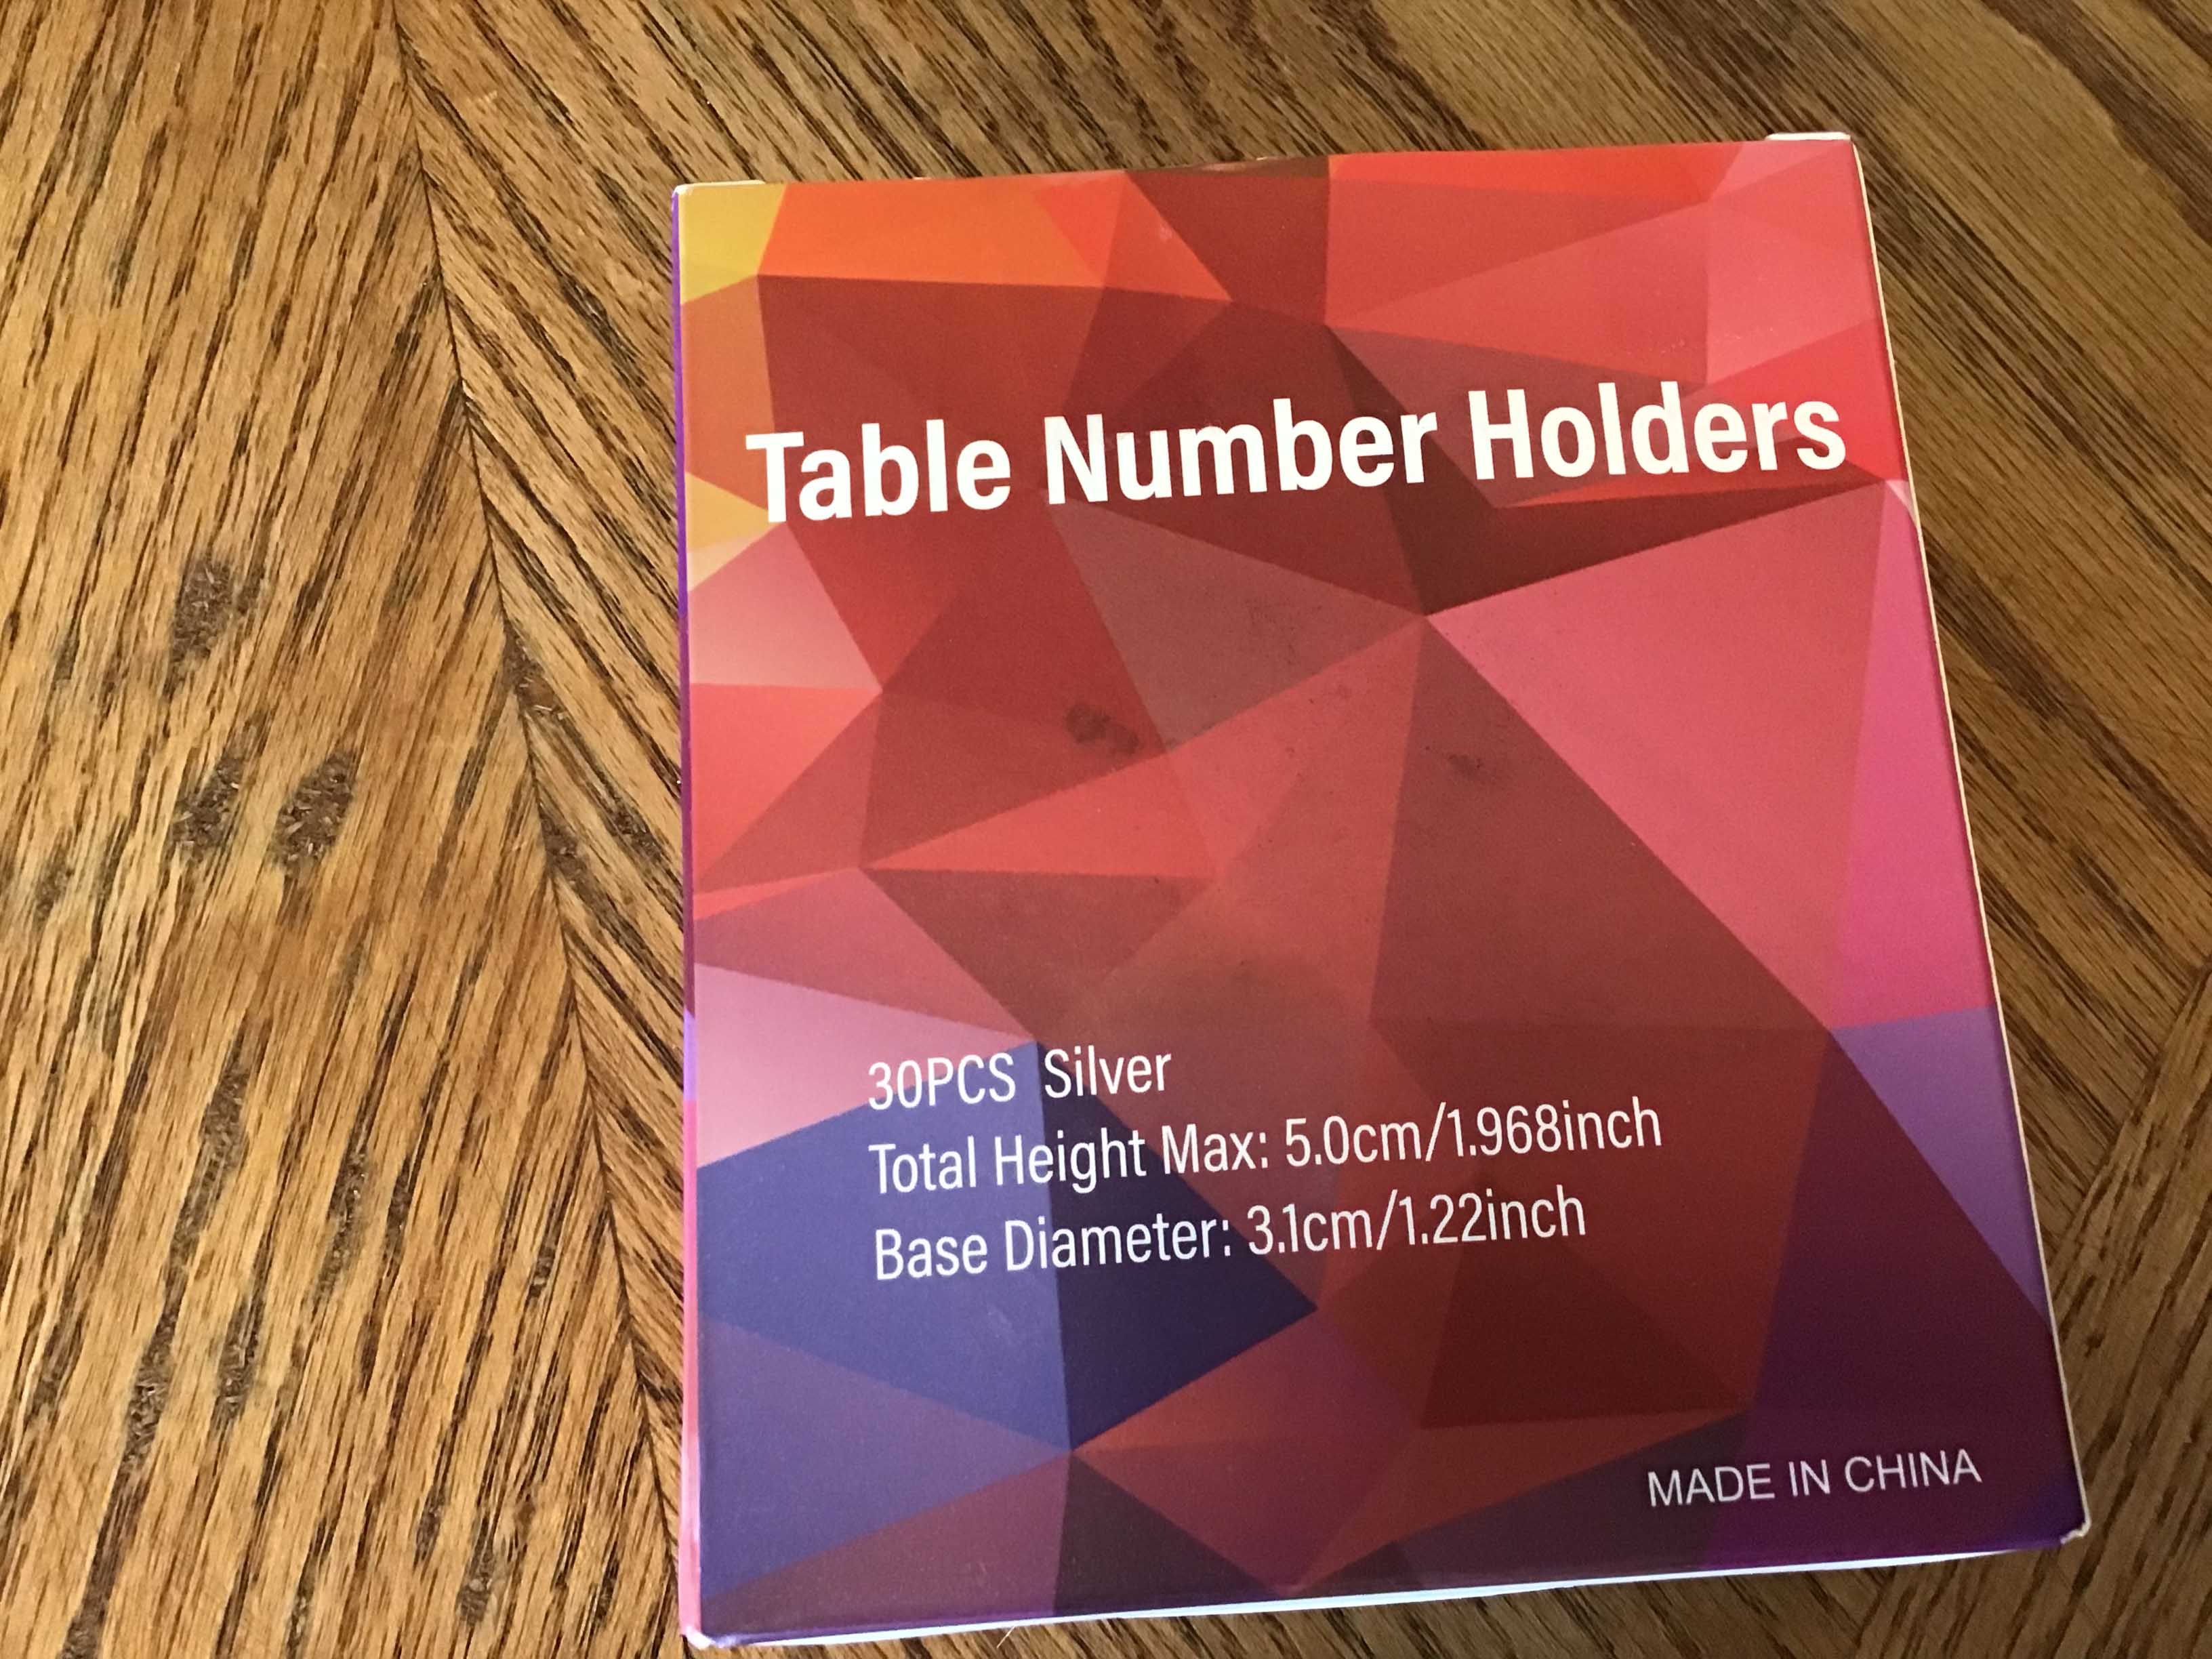 Table Number Holders
30PCS Silver
Total Height Max: 5.0cm/1.968inch
Base Diameter: 3.1cm/1.22inch
MADE IN CHINA